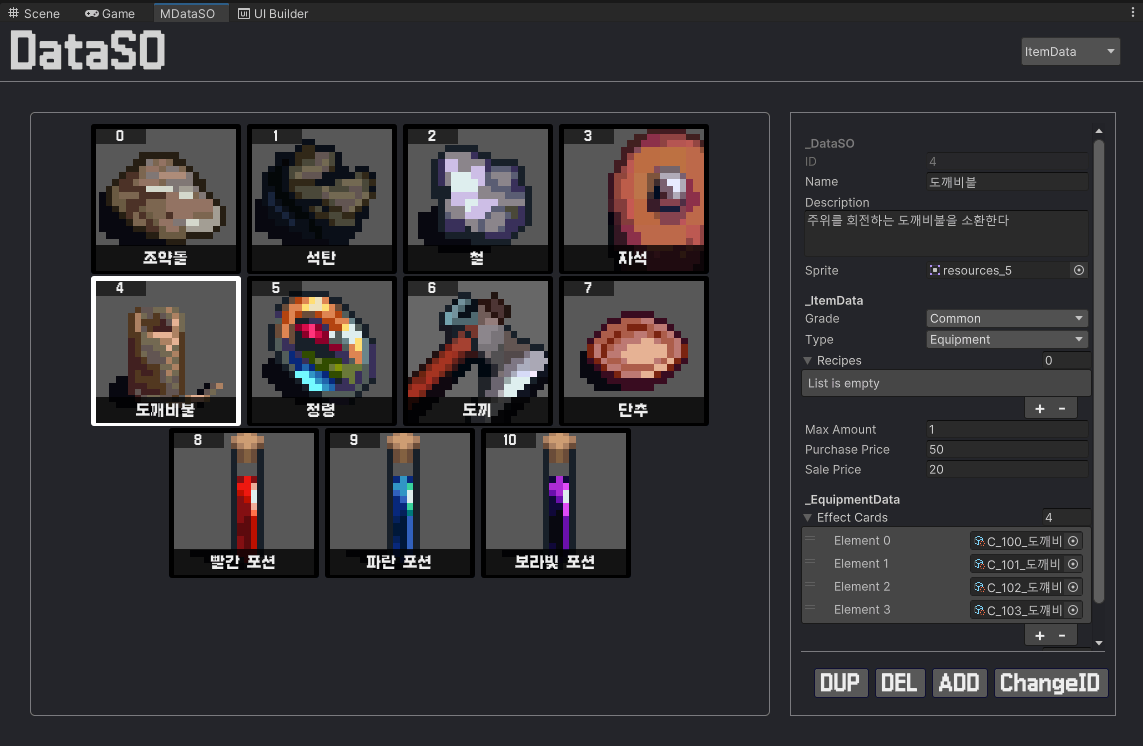 Scene Game MDataSO UI Builder
DataSO
ItemData
0 1 2 3
조약돌 석탄 철 자석
4 5 6 7
도깨비불 정령 도끼 단추
8 9 10
빨간 포션 파란 포션 보라빛 포션
_DataSO
ID 4
Name 도깨비불
Description
주위를 회전하는 도깨비불을 소환한다
Sprite resources_5
_ItemData
Grade Common
Type Equipment
Recipes 0
List is empty
+ -
Max Amount 1
Purchase Price 50
Sale Price 20
_EquipmentData
Effect Cards 4
Element 0 C_100_도깨비
Element 1 C_101_도깨비
Element 2 C_102_도깨비
Element 3 C_103_도깨비
+ -
DUP DEL ADD ChangeID